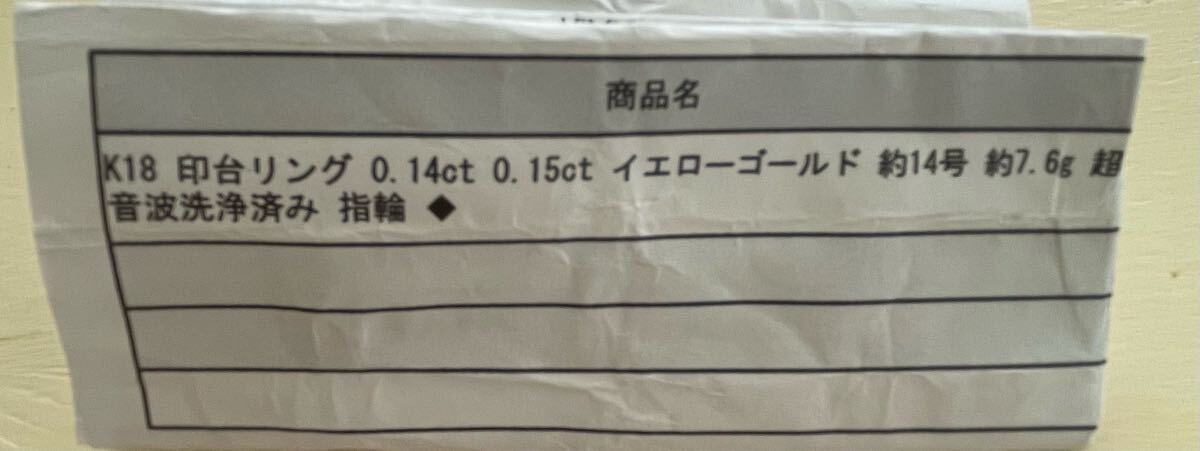 商品名
K18 印台リング 0.14ct 0.15ct イエローゴールド 約14号 約7.6g 超
音波洗浄済み 指輪 ◆